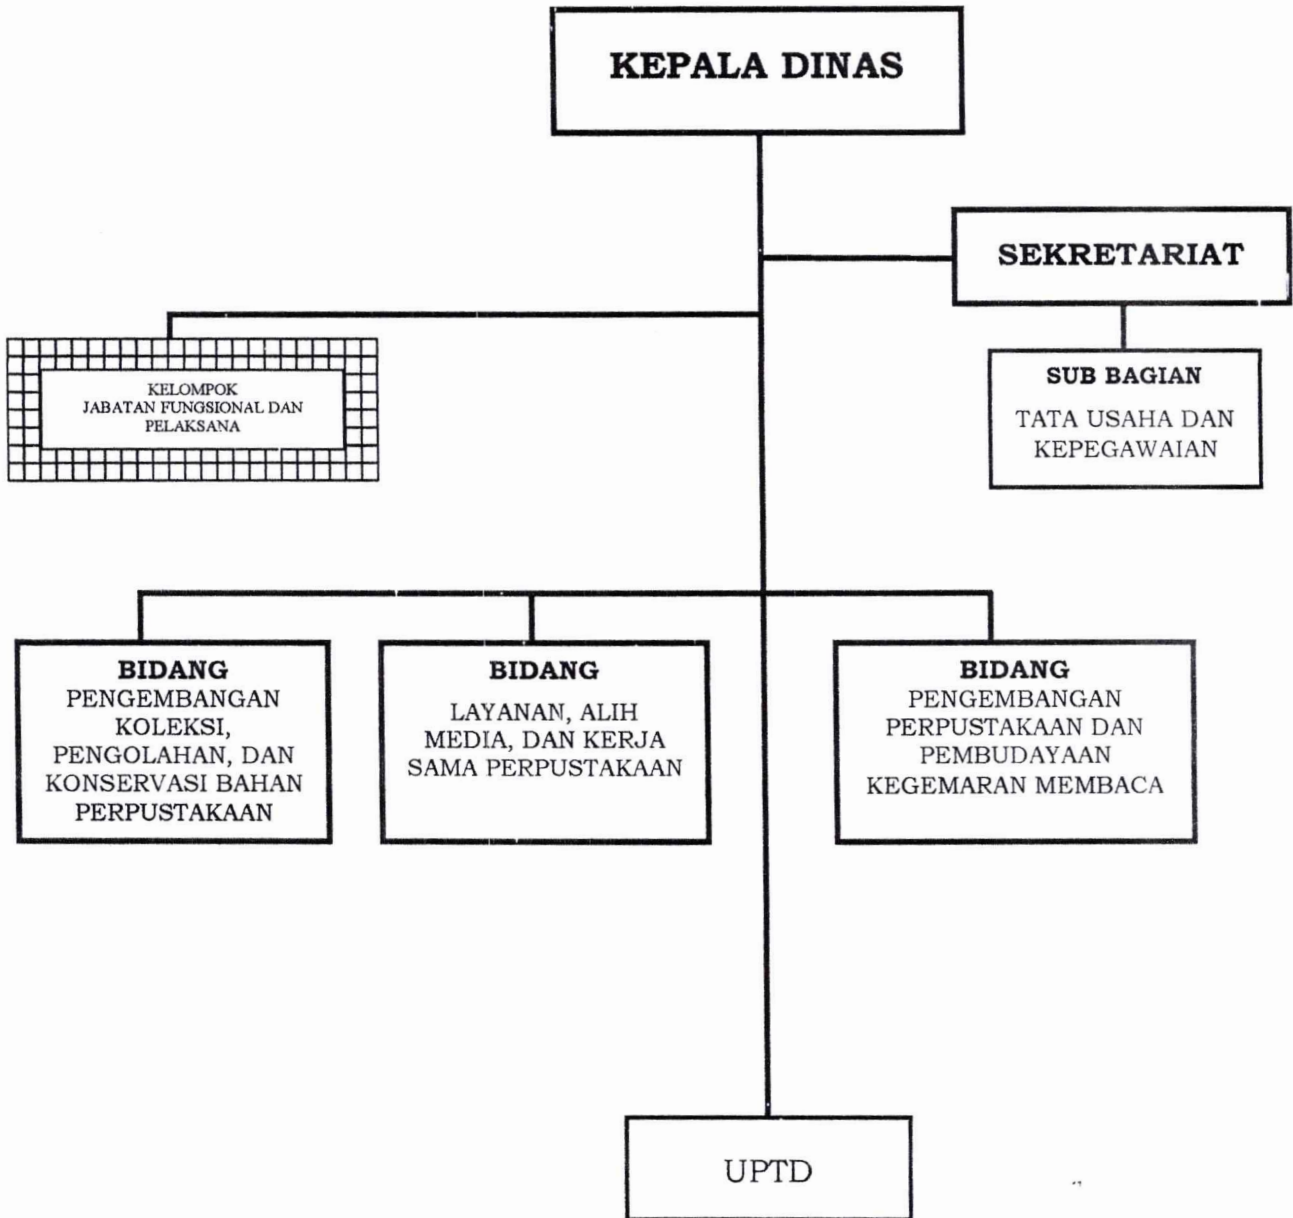 KEPALA DINAS
SEKRETARIAT
SUB BAGIAN
TATA USAHA DAN
KEPEGAWAIAN
KELOMPOK
JABATAN FUNGSIONAL DAN
PELAKSANA
BIDANG
PENGEMBANGAN
KOLEKSI,
PENGOLAHAN, DAN
KONSERVASI BAHAN
PERPUSTAKAAN
BIDANG
LAYANAN, ALIH
MEDIA, DAN KERJA
SAMA PERPUSTAKAAN
BIDANG
PENGEMBANGAN
PERPUSTAKAAN DAN
PEMBUDAYAAN
KEGEMARAN MEMBACA
UPTD